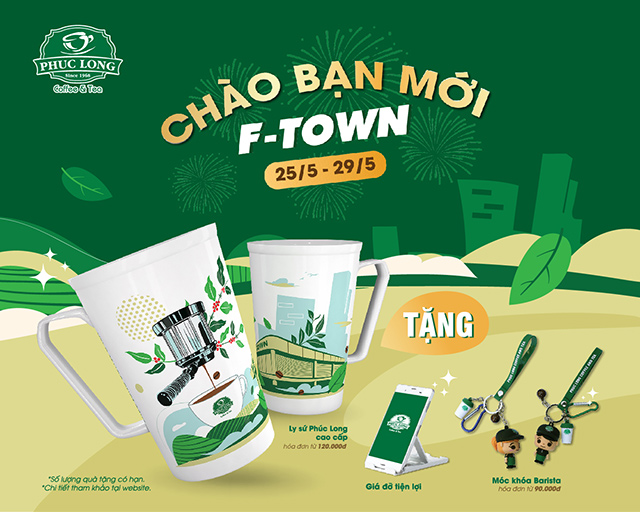 PHUC LONG
Since 1968
Coffee & Tea
CHÀO BẠN MỚI
F-TOWN
25/5 - 29/5
TẶNG
Ly sứ Phúc Long
cao cấp
hóa đơn từ 120.000đ
Giá đỡ tiện lợi
Móc khóa Barista
hóa đơn từ 90.000đ
*Số lượng quà tặng có hạn.
*Chi tiết tham khảo tại website.